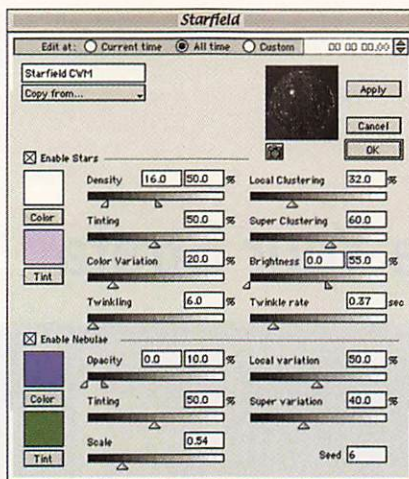 Starfield
Edit at: Current time All time Custom 00 00 00.00
Starfield CWM
Copy from...
Apply
Cancel
OK
Enable Stars
Density 16.0 50.0 % Local Clustering 32.0 %
Color Tinting 50.0 % Super Clustering 60.0 %
Color Variation 20.0 % Brightness 0.0 55.0 %
Tint Twinkling 6.0 % Twinkle rate 0.37 sec
Enable Nebulae
Opacity 0.0 10.0 % Local variation 50.0 %
Color Tinting 50.0 % Super variation 40.0 %
Scale 0.54
Tint Seed 6